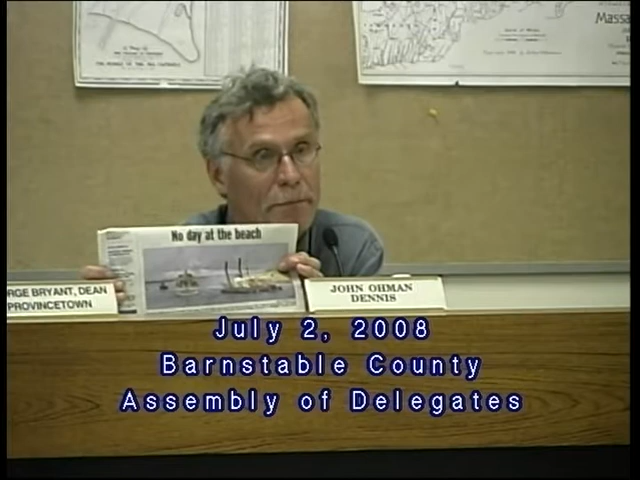 Massa
No day at the beach
RGE BRYANT, DEAN
PROVINCETOWN
JOHN OHMAN
DENNIS
July 2, 2008
Barnstable County
Assembly of Delegates